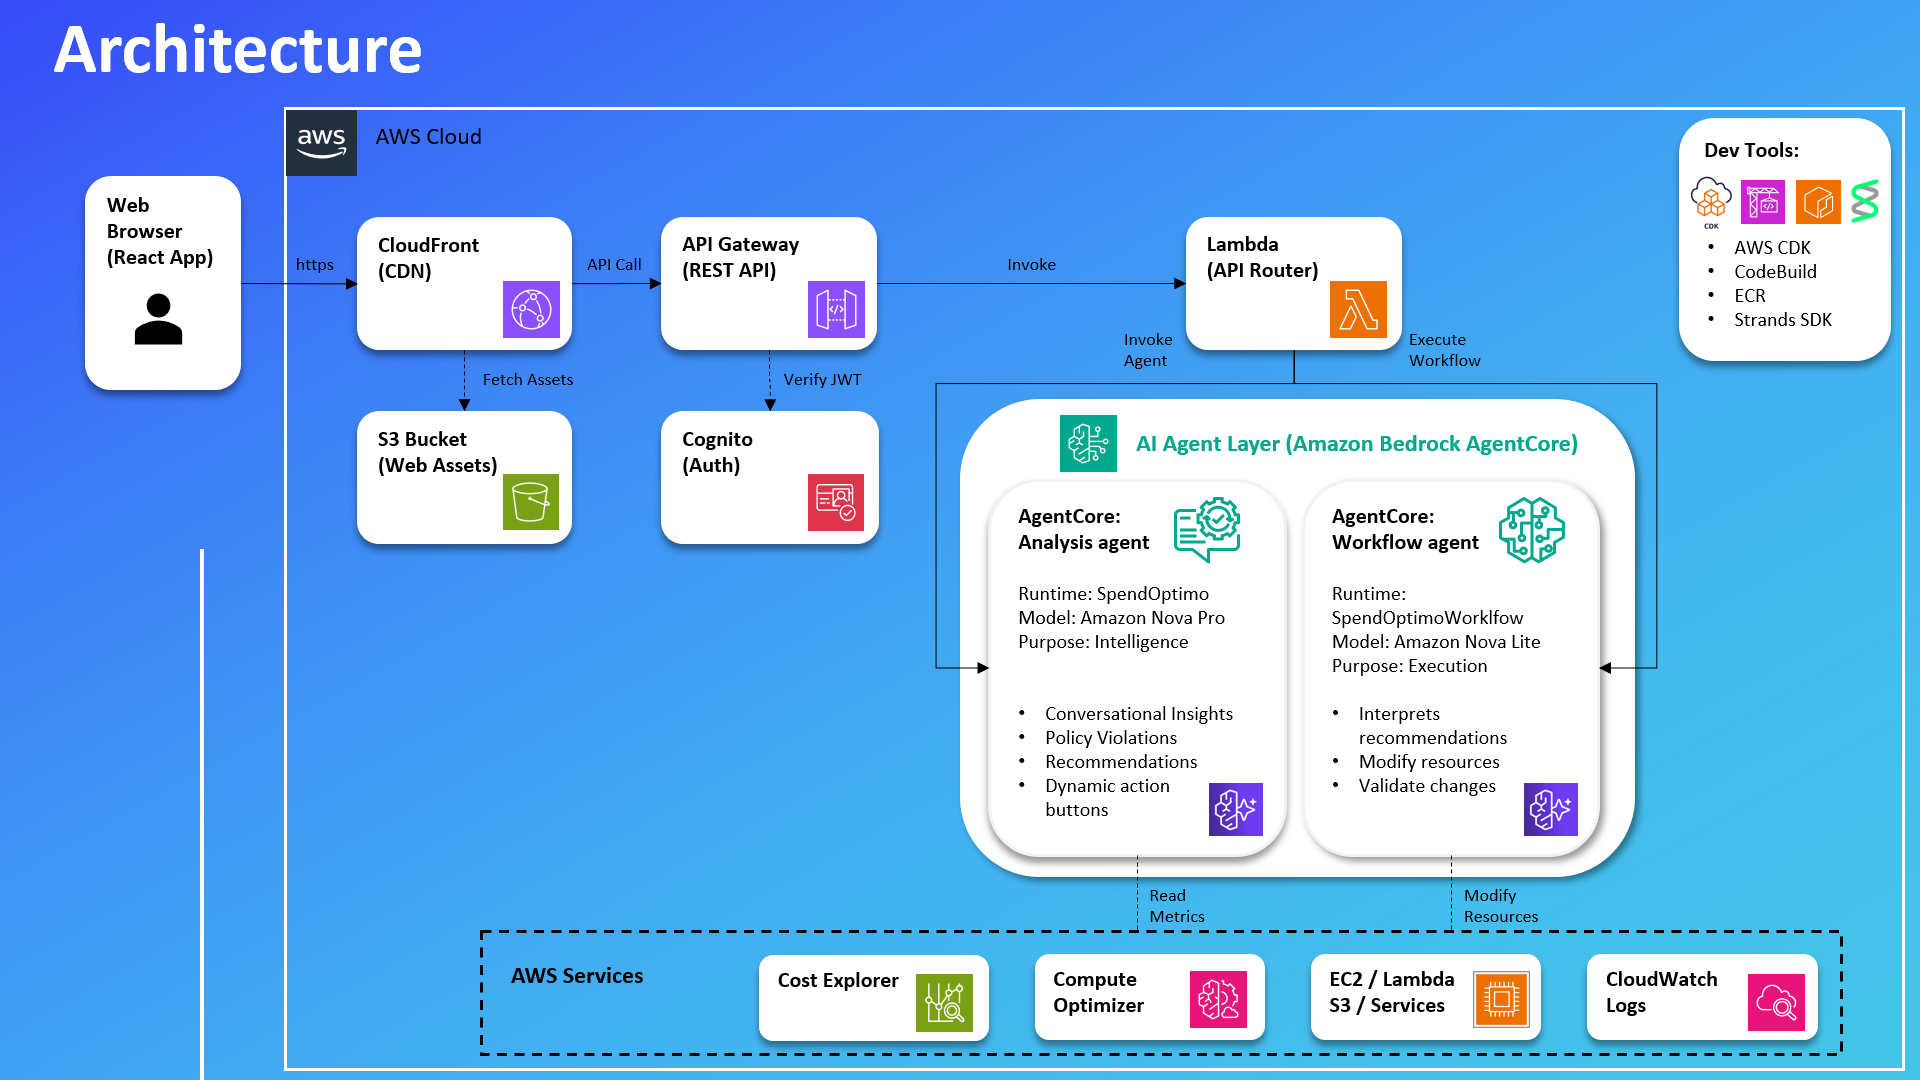 Architecture
aws
AWS Cloud
Web
Browser
(React App)
https
CloudFront
(CDN)
API Call
API Gateway
(REST API)
Invoke
Lambda
(API Router)
Dev Tools:
CDK
• AWS CDK
• CodeBuild
• ECR
• Strands SDK
Fetch Assets
Verify JWT
Invoke
Agent
Execute
Workflow
S3 Bucket
(Web Assets)
Cognito
(Auth)
AI Agent Layer (Amazon Bedrock AgentCore)
AgentCore:
Analysis agent
Runtime: SpendOptimo
Model: Amazon Nova Pro
Purpose: Intelligence
• Conversational Insights
• Policy Violations
• Recommendations
• Dynamic action
buttons
AgentCore:
Workflow agent
Runtime:
SpendOptimoWorklfow
Model: Amazon Nova Lite
Purpose: Execution
• Interprets
recommendations
• Modify resources
• Validate changes
Read
Metrics
Modify
Resources
AWS Services
Cost Explorer
Compute
Optimizer
EC2 / Lambda
S3 / Services
CloudWatch
Logs